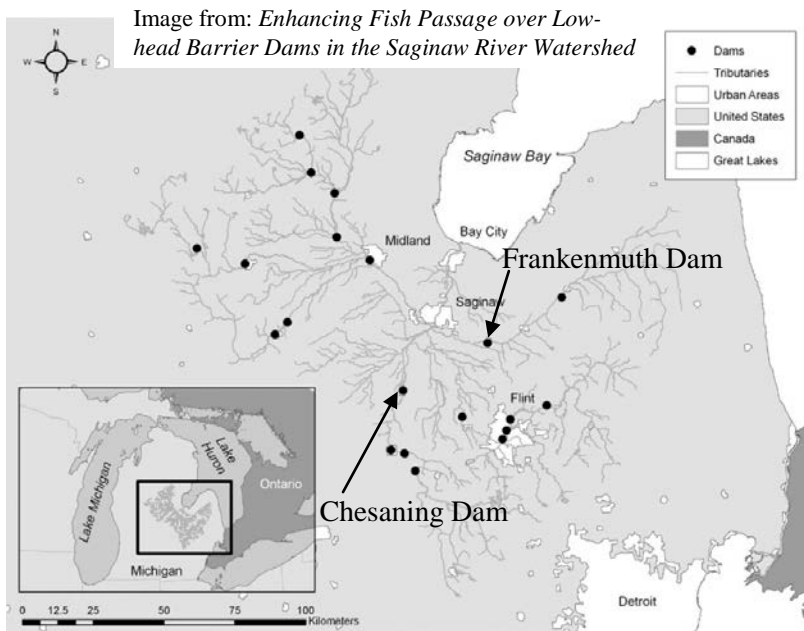 Image from: Enhancing Fish Passage over Low-
head Barrier Dams in the Saginaw River Watershed
N
W E
S
Dams
Tributaries
Urban Areas
United States
Canada
Great Lakes
Saginaw Bay
Bay City
Midland
Frankenmuth Dam
Saginaw
Flint
Chesaning Dam
Lake Huron
Ontario
Lake Michigan
Michigan
Detroit
0 12.5 25 50 75 100
Kilometers